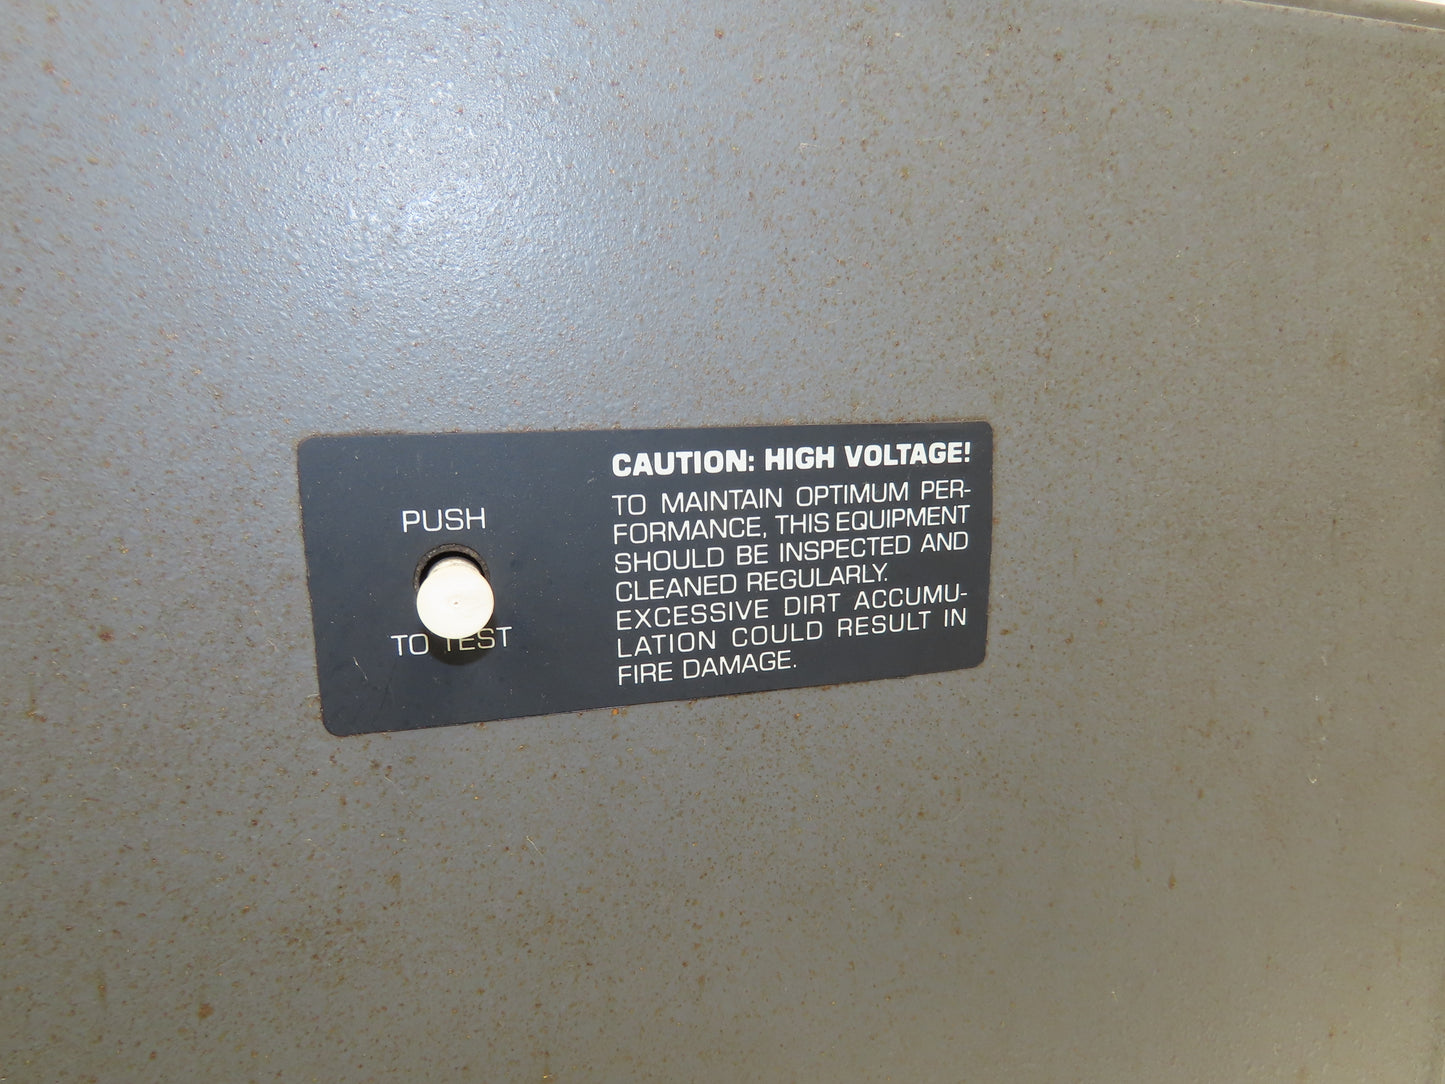 PUSH
TO TEST
CAUTION: HIGH VOLTAGE!
TO MAINTAIN OPTIMUM PER-
FORMANCE, THIS EQUIPMENT
SHOULD BE INSPECTED AND
CLEANED REGULARLY.
EXCESSIVE DIRT ACCUMU-
LATION COULD RESULT IN
FIRE DAMAGE.